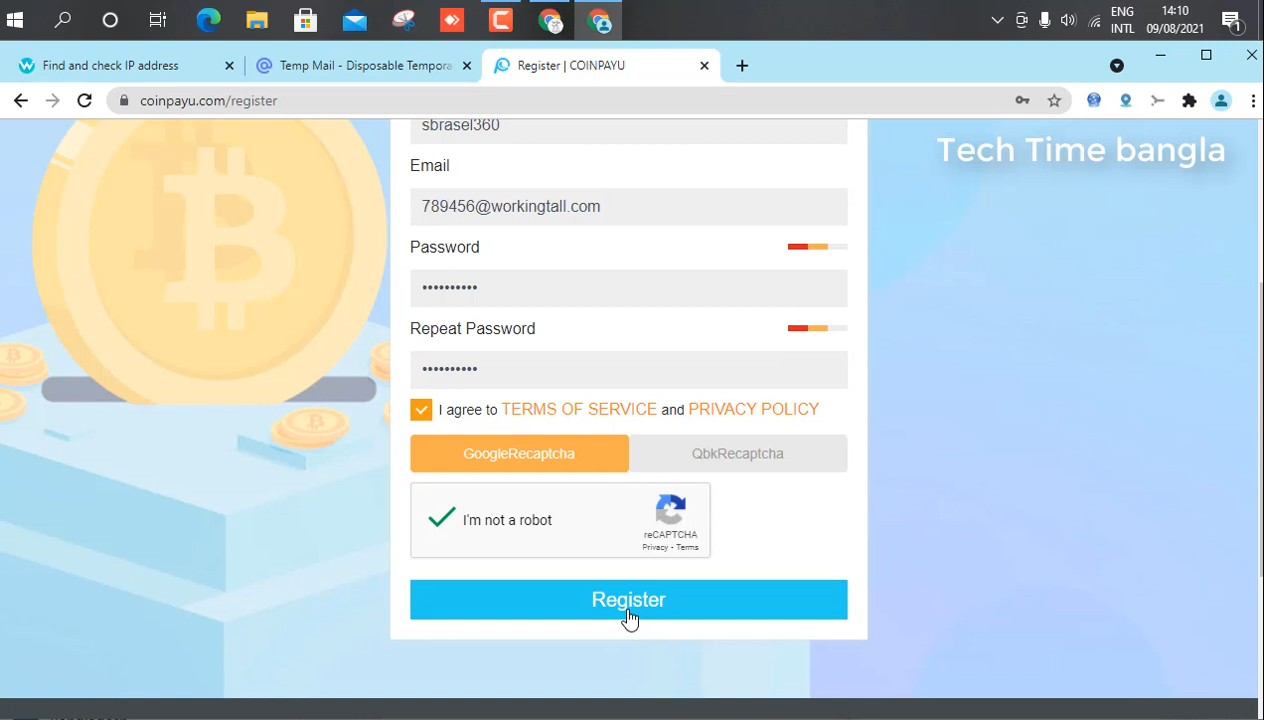 ENG
INTL
14:10
09/08/2021
1
Find and check IP address
Temp Mail - Disposable Tempora
Register | COINPAYU
coinpayu.com/register
Tech Time bangla
sbrasel360
Email
789456@workingtall.com
Password
••••••••••
Repeat Password
••••••••••
I agree to TERMS OF SERVICE and PRIVACY POLICY
GoogleRecaptcha
QbkRecaptcha
I'm not a robot
reCAPTCHA
Privacy - Terms
Register